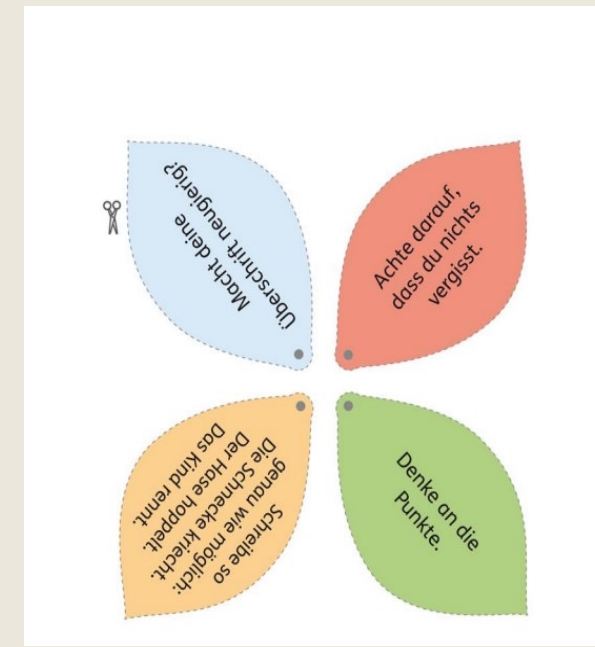 Macht deine
Überschrift neugierig?
Achte darauf,
dass du nichts
vergisst.
Schreibe so
genau wie möglich:
Die Schnecke kriecht.
Der Hase hoppelt.
Das Kind rennt.
Denke an die
Punkte.